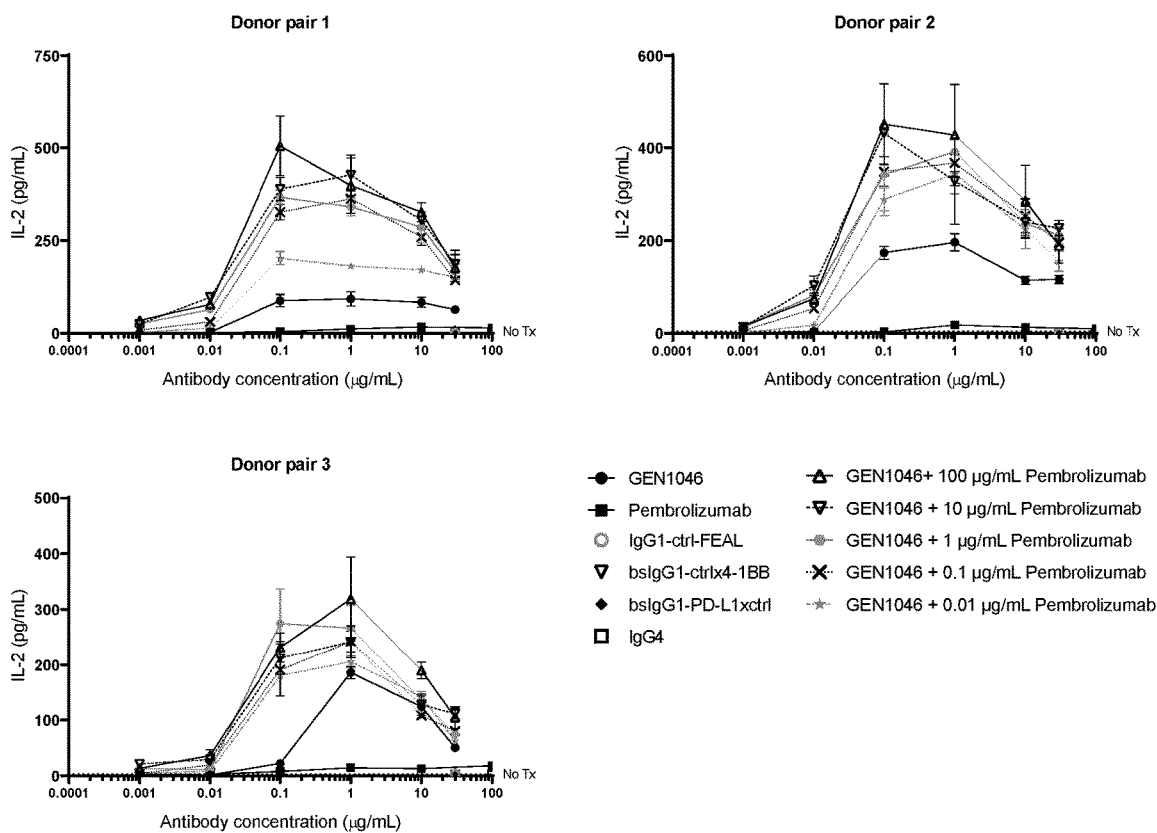 Donor pair 1
750
500
250
0
IL-2 (pg/mL)
0.0001 0.001 0.01 0.1 1 10 100
No Tx
Antibody concentration (µg/mL)
Donor pair 2
600
400
200
0
IL-2 (pg/mL)
0.0001 0.001 0.01 0.1 1 10 100
No Tx
Antibody concentration (µg/mL)
Donor pair 3
500
400
300
200
100
0
IL-2 (pg/mL)
0.0001 0.001 0.01 0.1 1 10 100
No Tx
Antibody concentration (µg/mL)
GEN1046
Pembrolizumab
IgG1-ctrl-FEAL
bsIgG1-ctrlx4-1BB
bsIgG1-PD-L1xctrl
IgG4
GEN1046+ 100 µg/mL Pembrolizumab
GEN1046 + 10 µg/mL Pembrolizumab
GEN1046 + 1 µg/mL Pembrolizumab
GEN1046 + 0.1 µg/mL Pembrolizumab
GEN1046 + 0.01 µg/mL Pembrolizumab